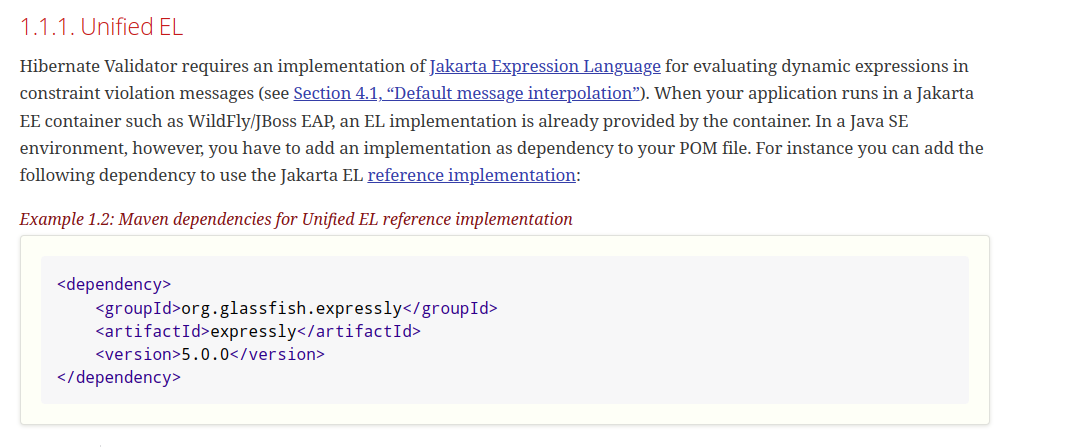 1.1.1. Unified EL
Hibernate Validator requires an implementation of Jakarta Expression Language for evaluating dynamic expressions in
constraint violation messages (see Section 4.1, “Default message interpolation”). When your application runs in a Jakarta
EE container such as WildFly/JBoss EAP, an EL implementation is already provided by the container. In a Java SE
environment, however, you have to add an implementation as dependency to your POM file. For instance you can add the
following dependency to use the Jakarta EL reference implementation:
Example 1.2: Maven dependencies for Unified EL reference implementation
<dependency>
    <groupId>org.glassfish.expressly</groupId>
    <artifactId>expressly</artifactId>
    <version>5.0.0</version>
</dependency>